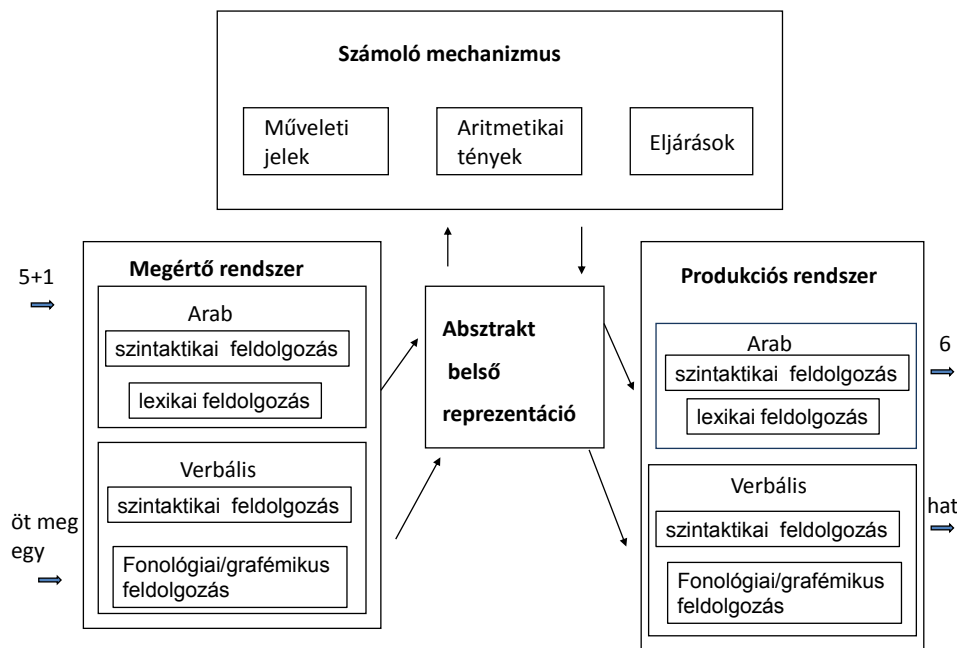 Számoló mechanizmus
Műveleti
jelek
Aritmetikai
tények
Eljárások
5+1
Megértő rendszer
Arab
szintaktikai feldolgozás
lexikai feldolgozás
Verbális
szintaktikai feldolgozás
Fonológiai/grafémikus
feldolgozás
öt meg
egy
Absztrakt
belső
reprezentáció
Produkciós rendszer
Arab
szintaktikai feldolgozás
lexikai feldolgozás
6
Verbális
szintaktikai feldolgozás
Fonológiai/grafémikus
feldolgozás
hat